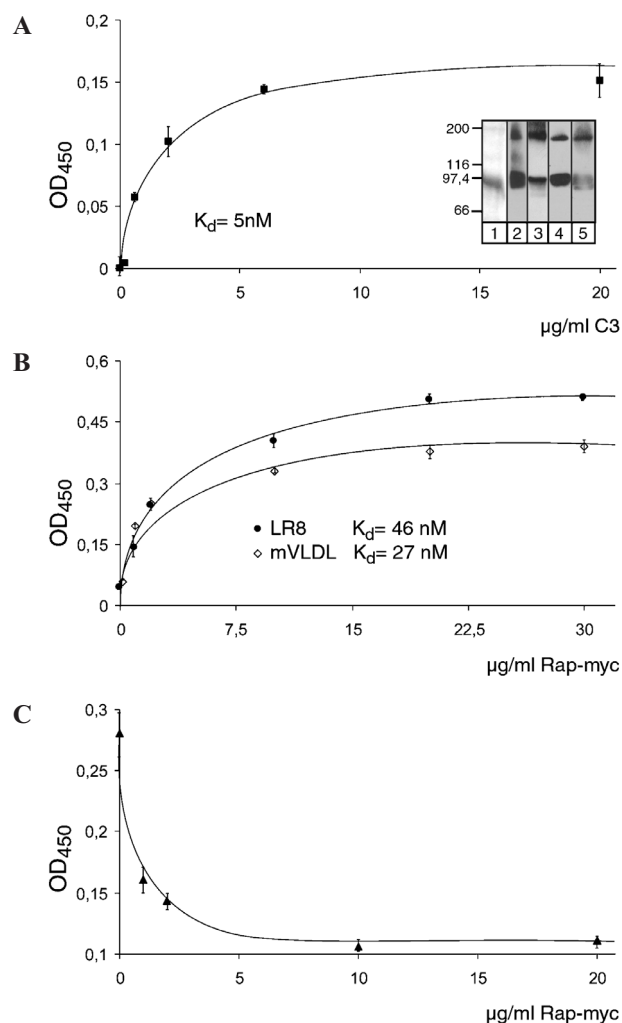 A
0,2
0,15
0,1
0,05
0
OD450
Kd= 5nM
200
116
97,4
66
1 2 3 4 5
0 5 10 15 20
µg/ml C3
B
0,6
0,45
0,3
0,15
0
OD450
LR8 Kd= 46 nM
mVLDL Kd= 27 nM
0 7,5 15 22,5 30
µg/ml Rap-myc
C
0,3
0,25
0,2
0,15
0,1
OD450
0 5 10 15 20
µg/ml Rap-myc